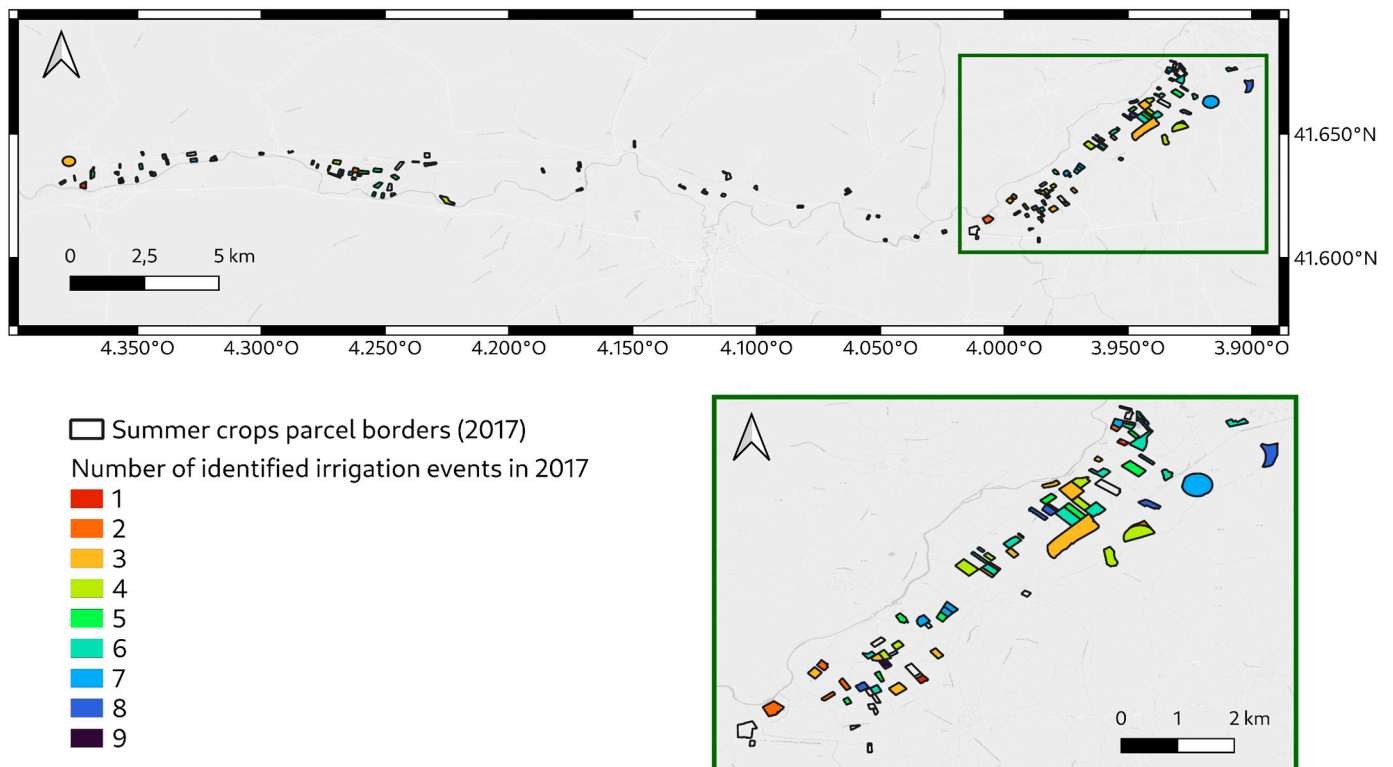 41.650°N
41.600°N
0 2,5 5 km
4.350°O 4.300°O 4.250°O 4.200°O 4.150°O 4.100°O 4.050°O 4.000°O 3.950°O 3.900°O
Summer crops parcel borders (2017)
Number of identified irrigation events in 2017
1
2
3
4
5
6
7
8
9
0 1 2 km